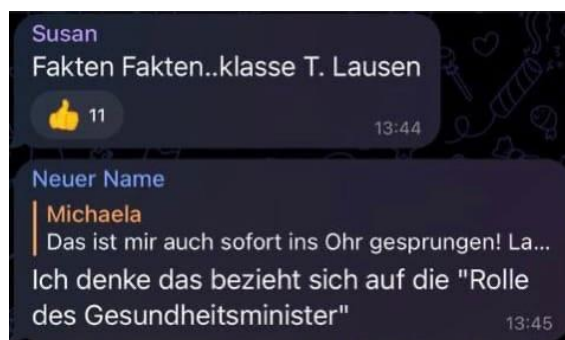 Susan
Fakten Fakten..klasse T. Lausen
👍 11
13:44
Neuer Name
Michaela
Das ist mir auch sofort ins Ohr gesprungen! La...
Ich denke das bezieht sich auf die "Rolle
des Gesundheitsminister"
13:45